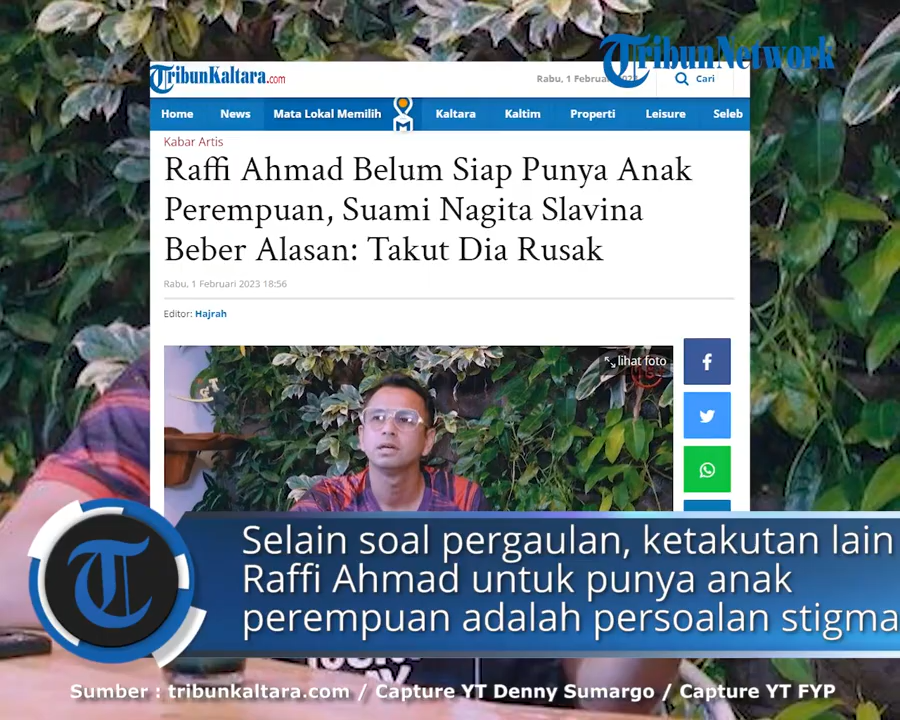 TribunNetwork
TribunKaltara.com
Rabu, 1 Februa
Cari
Home News Mata Lokal Memilih Kaltara Kaltim Properti Leisure Seleb
Kabar Artis
Raffi Ahmad Belum Siap Punya Anak
Perempuan, Suami Nagita Slavina
Beber Alasan: Takut Dia Rusak
Rabu, 1 Februari 2023 18:56
Editor: Hajrah
lihat foto
Selain soal pergaulan, ketakutan lain
Raffi Ahmad untuk punya anak
perempuan adalah persoalan stigma
Sumber : tribunkaltara.com / Capture YT Denny Sumargo / Capture YT FYP